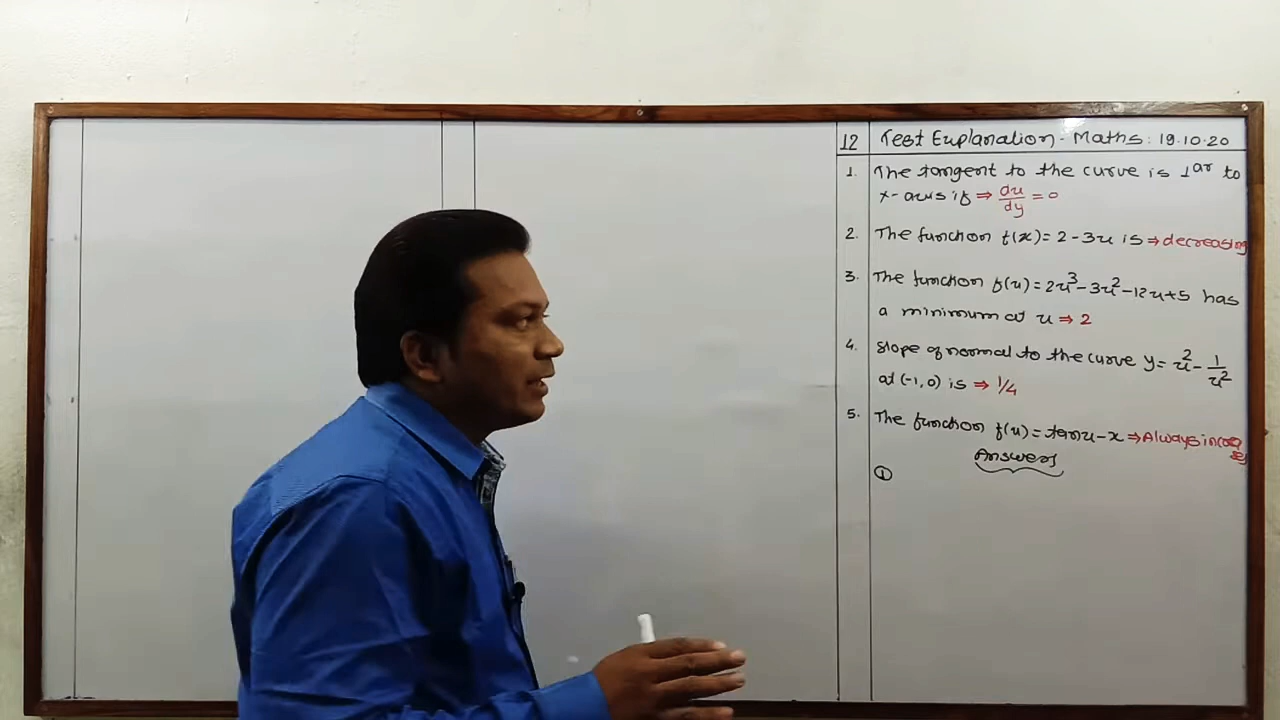 12 Test Explanation - Maths : 19.10.20
1. The tangent to the curve is ⊥ar to
x-axis if ⇒ dx/dy = 0
2. The function f(x) = 2 - 3x is ⇒ decreasing
3. The function f(x) = 2x³ - 3x² - 12x + 5 has
a minimum at x ⇒ 2
4. Slope of normal to the curve y = x² - 1/x²
at (-1, 0) is ⇒ 1/4
5. The function f(x) = tanx - x ⇒ Always increa
ses
Answers
①